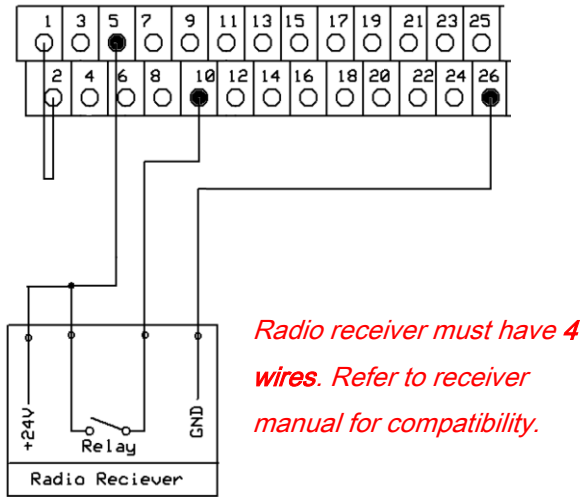 1 3 5 7 9 11 13 15 17 19 21 23 25
2 4 6 8 10 12 14 16 18 20 22 24 26
Radio receiver must have 4
wires. Refer to receiver
manual for compatibility.
+24V
GND
Relay
Radio Reciever